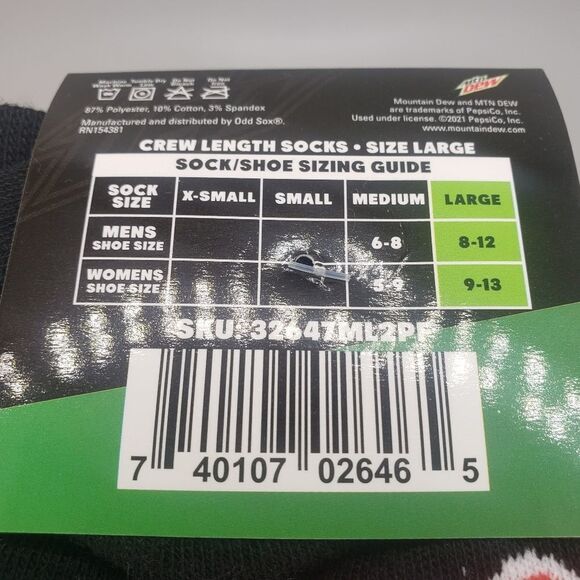 Machine Wash Warm
Tumble Dry Low
Do Not Bleach
Do Not Iron
87% Polyester, 10% Cotton, 3% Spandex
Manufactured and distributed by Odd Sox®.
RN154381
MTN DEW
Mountain Dew and MTN DEW
are trademarks of PepsiCo, Inc.
Used under license. ©2021 PepsiCo, Inc.
www.mountaindew.com
CREW LENGTH SOCKS • SIZE LARGE
SOCK/SHOE SIZING GUIDE
SOCK SIZE X-SMALL SMALL MEDIUM LARGE
MENS SHOE SIZE 6-8 8-12
WOMENS SHOE SIZE 5-9 9-13
SKU 32647ML2PF
7 40107 02646 5